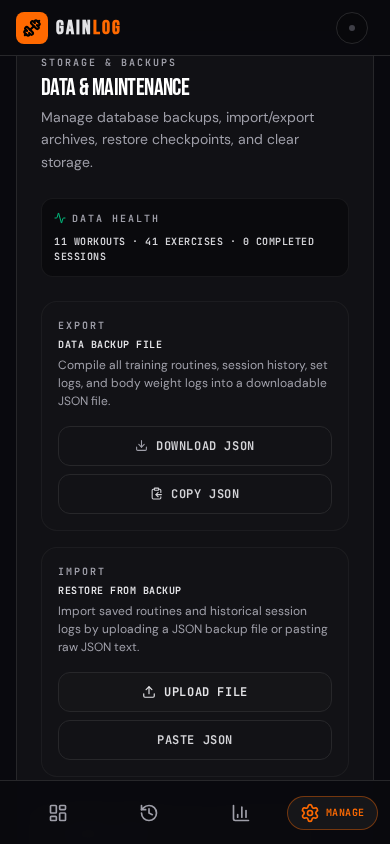 GAINLOG
STORAGE & BACKUPS
DATA & MAINTENANCE
Manage database backups, import/export
archives, restore checkpoints, and clear
storage.
DATA HEALTH
11 WORKOUTS · 41 EXERCISES · 0 COMPLETED
SESSIONS
EXPORT
DATA BACKUP FILE
Compile all training routines, session history, set
logs, and body weight logs into a downloadable
JSON file.
DOWNLOAD JSON
COPY JSON
IMPORT
RESTORE FROM BACKUP
Import saved routines and historical session
logs by uploading a JSON backup file or pasting
raw JSON text.
UPLOAD FILE
PASTE JSON
MANAGE